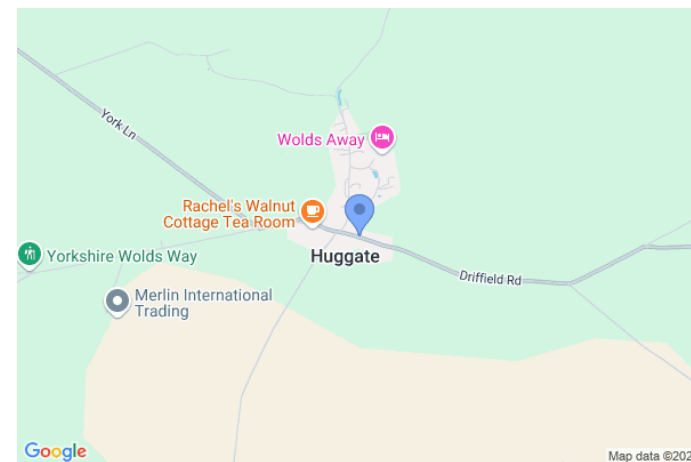 York Ln
Wolds Away
Rachel's Walnut
Cottage Tea Room
Yorkshire Wolds Way
Huggate
Driffield Rd
Merlin International
Trading
Google
Map data ©202